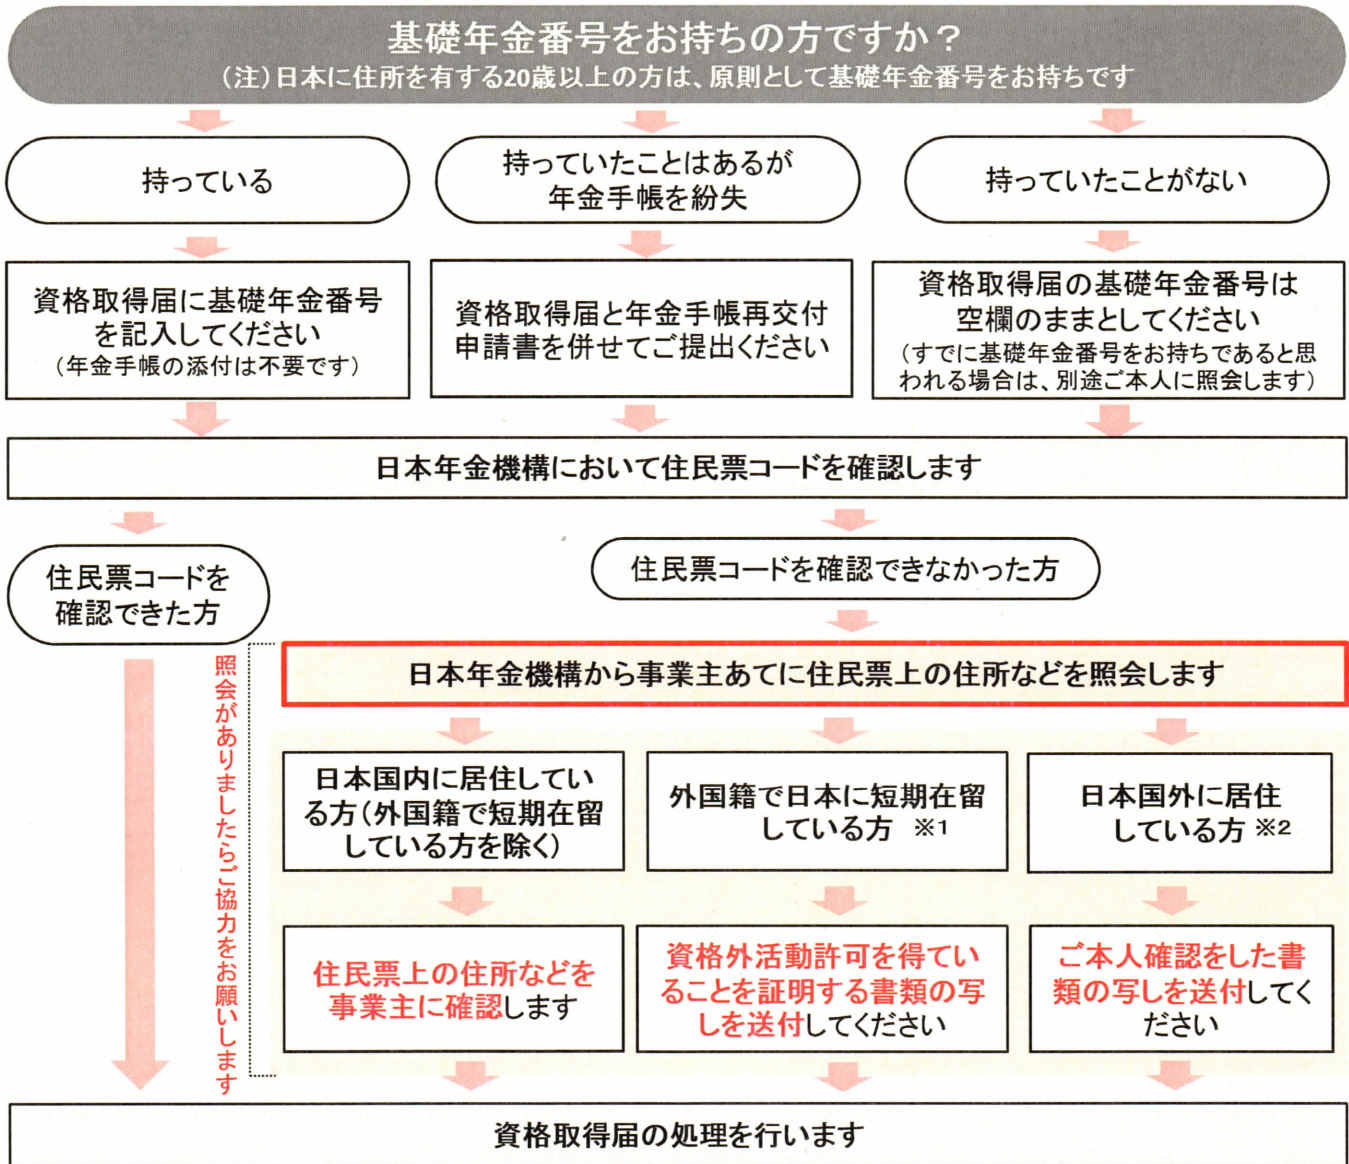 基礎年金番号をお持ちの方ですか？
（注）日本に住所を有する20歳以上の方は、原則として基礎年金番号をお持ちです
持っている
持っていたことはあるが
年金手帳を紛失
持っていたことがない
資格取得届に基礎年金番号
を記入してください
（年金手帳の添付は不要です）
資格取得届と年金手帳再交付
申請書を併せてご提出ください
資格取得届の基礎年金番号は
空欄のままとしてください
（すでに基礎年金番号をお持ちであると思
われる場合は、別途ご本人に照会します）
日本年金機構において住民票コードを確認します
住民票コードを
確認できた方
住民票コードを確認できなかった方
照会がありましたらご協力をお願いします
日本年金機構から事業主あてに住民票上の住所などを照会します
日本国内に居住してい
る方（外国籍で短期在留
している方を除く）
外国籍で日本に短期在留
している方 ※1
日本国外に居住
している方 ※2
住民票上の住所などを
事業主に確認します
資格外活動許可を得てい
ることを証明する書類の写
しを送付してください
ご本人確認をした書
類の写しを送付してく
ださい
資格取得届の処理を行います